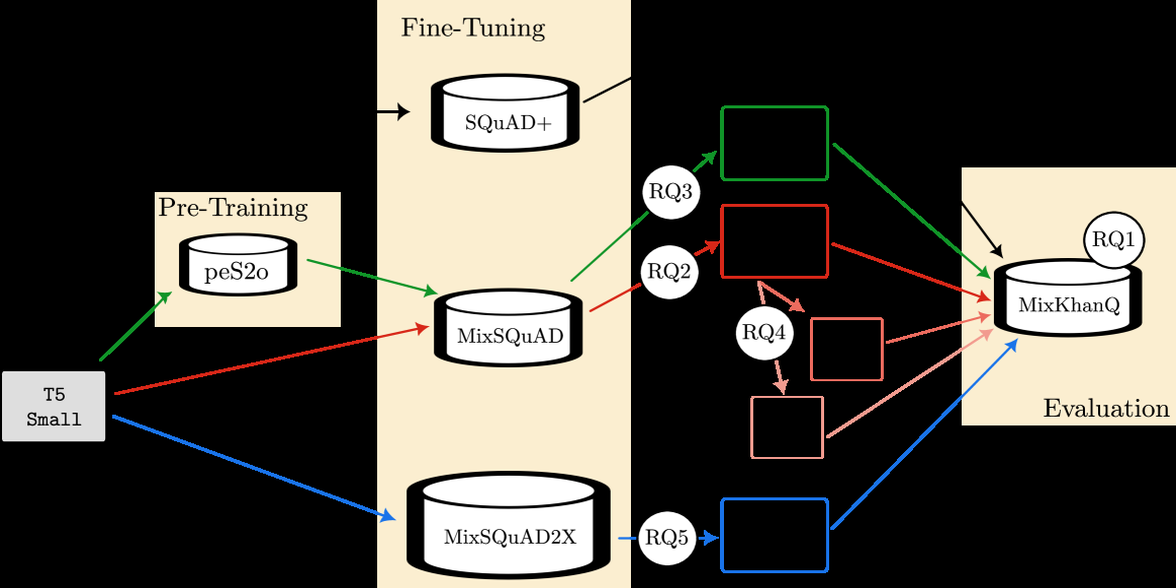 Fine-Tuning
SQuAD+
RQ3
Pre-Training
peS2o
RQ2
RQ1
MixSQuAD
MixKhanQ
RQ4
T5
Small
Evaluation
MixSQuAD2X
RQ5